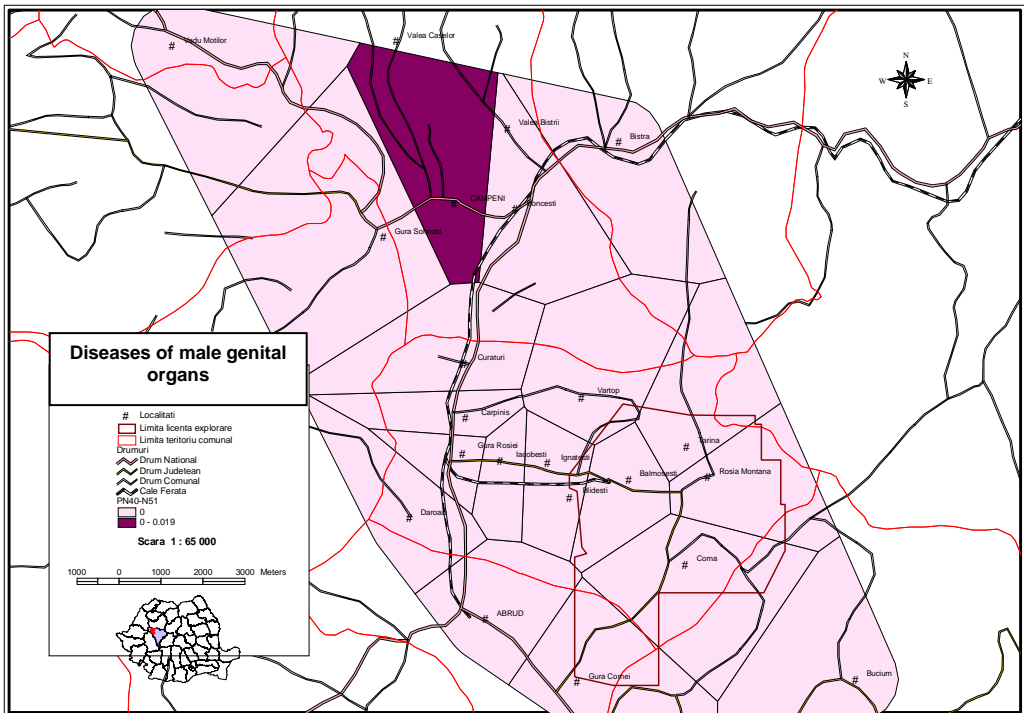 Vadu Motilor
Valea Caselor
N
W
E
S
Valea Bistrii
Bistra
CAMPENI
Boncesti
Gura Sohodol
Diseases of male genital
organs
# Localitati
Limita licenta explorare
Limita teritoriu comunal
Drumuri
Drum National
Drum Judetean
Drum Comunal
Cale Ferata
PN40-N51
0
0 - 0.019
Scara 1 : 65 000
1000 0 1000 2000 3000 Meters
Curaturi
Vartop
Carpinis
Gura Rosiei
Iacobesti
Ignatesti
Tarina
Balmosesti
Rosia Montana
Blidesti
Daroaia
Corna
ABRUD
Gura Cornei
Bucium